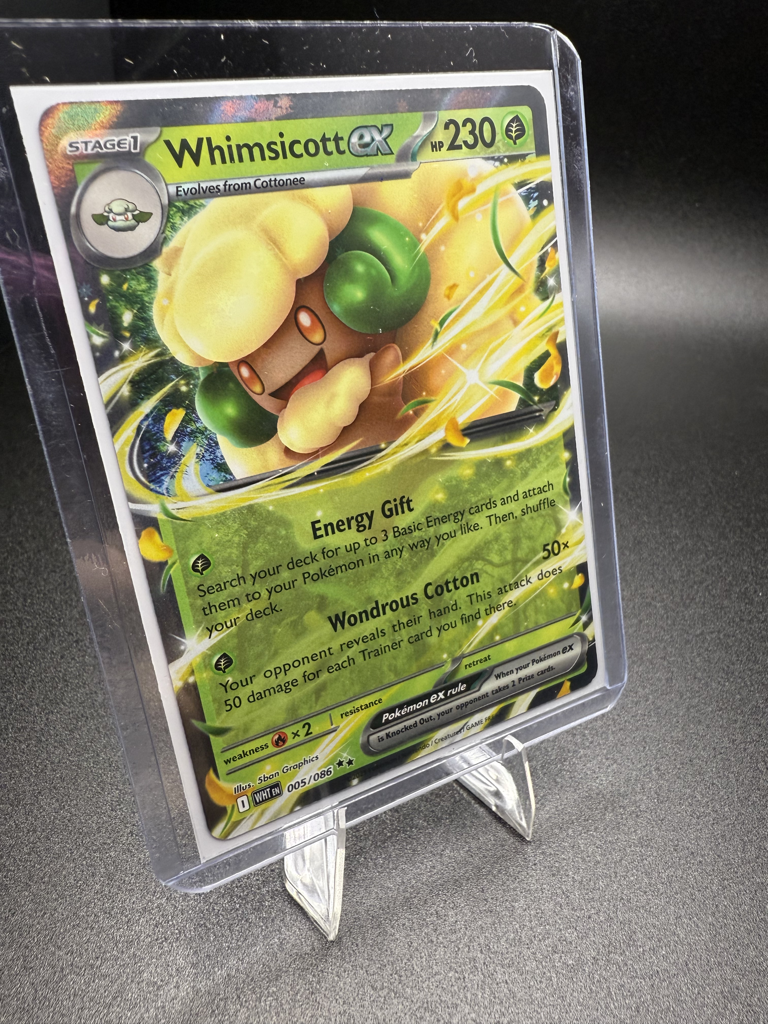 STAGE1 Whimsicott ex HP 230
Evolves from Cottonee
Energy Gift
Search your deck for up to 3 Basic Energy cards and attach
them to your Pokémon in any way you like. Then, shuffle
your deck.
Wondrous Cotton 50×
Your opponent reveals their hand. This attack does
50 damage for each Trainer card you find there.
weakness ×2 resistance retreat
Pokémon ex rule When your Pokémon ex
is Knocked Out, your opponent takes 2 Prize cards.
Illus. 5ban Graphics
I WHT EN 005/086 ★★